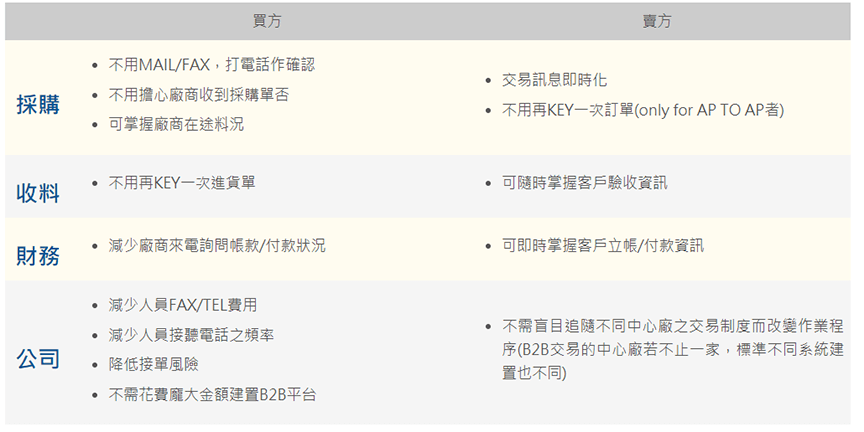 買方
賣方
採購
• 不用MAIL/FAX，打電話作確認
• 不用擔心廠商收到採購單否
• 可掌握廠商在途料況
• 交易訊息即時化
• 不用再KEY一次訂單(only for AP TO AP者)
收料
• 不用再KEY一次進貨單
• 可隨時掌握客戶驗收資訊
財務
• 減少廠商來電詢問帳款/付款狀況
• 可即時掌握客戶立帳/付款資訊
公司
• 減少人員FAX/TEL費用
• 減少人員接聽電話之頻率
• 降低接單風險
• 不需花費龐大金額建置B2B平台
• 不需盲目追隨不同中心廠之交易制度而改變作業程
序(B2B交易的中心廠若不止一家，標準不同系統建
置也不同)